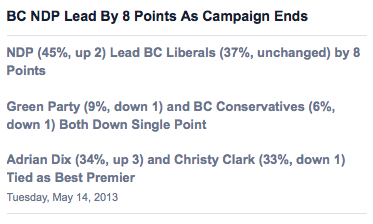 BC NDP Lead By 8 Points As Campaign Ends
NDP (45%, up 2) Lead BC Liberals (37%, unchanged) by 8
Points
Green Party (9%, down 1) and BC Conservatives (6%,
down 1) Both Down Single Point
Adrian Dix (34%, up 3) and Christy Clark (33%, down 1)
Tied as Best Premier
Tuesday, May 14, 2013